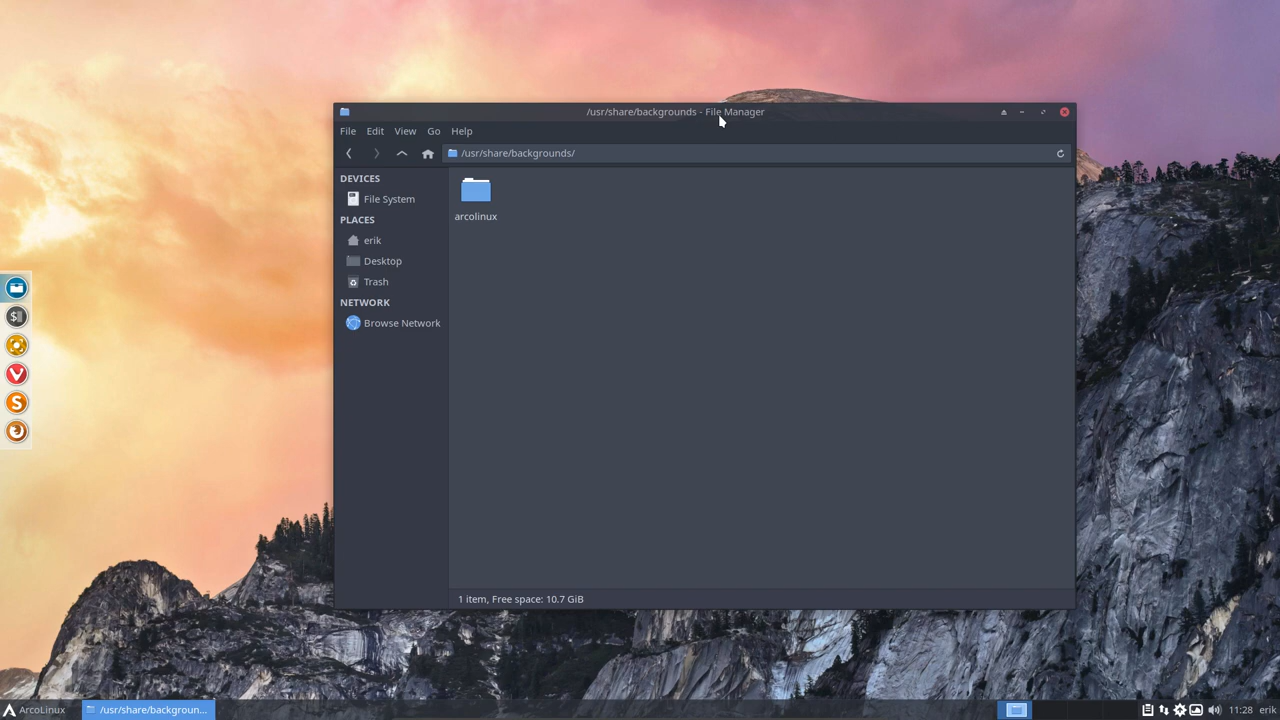 /usr/share/backgrounds - File Manager
File Edit View Go Help
/usr/share/backgrounds/
DEVICES
File System
PLACES
erik
Desktop
Trash
NETWORK
Browse Network
arcolinux
1 item, Free space: 10.7 GiB
$
S
ArcoLinux
/usr/share/backgroun...
11:28
erik